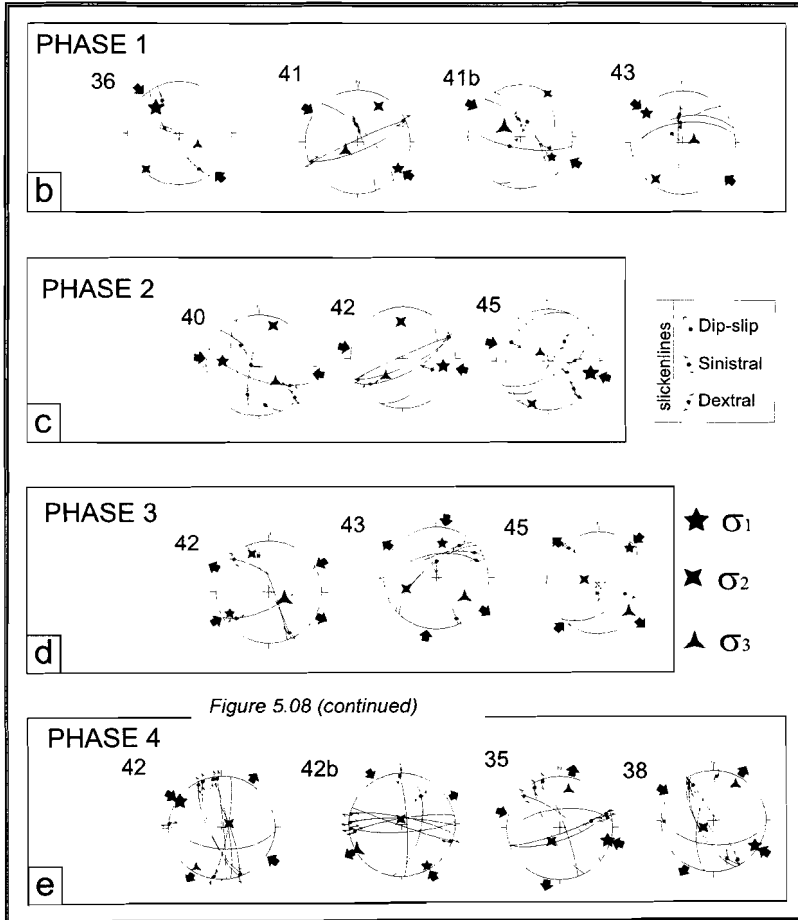 PHASE 1
36 41 41b 43
b
PHASE 2
40 42 45
c
slickenlines
Dip-slip
Sinistral
Dextral
PHASE 3
42 43 45
d
σ1
σ2
σ3
Figure 5.08 (continued)
PHASE 4
42 42b 35 38
e